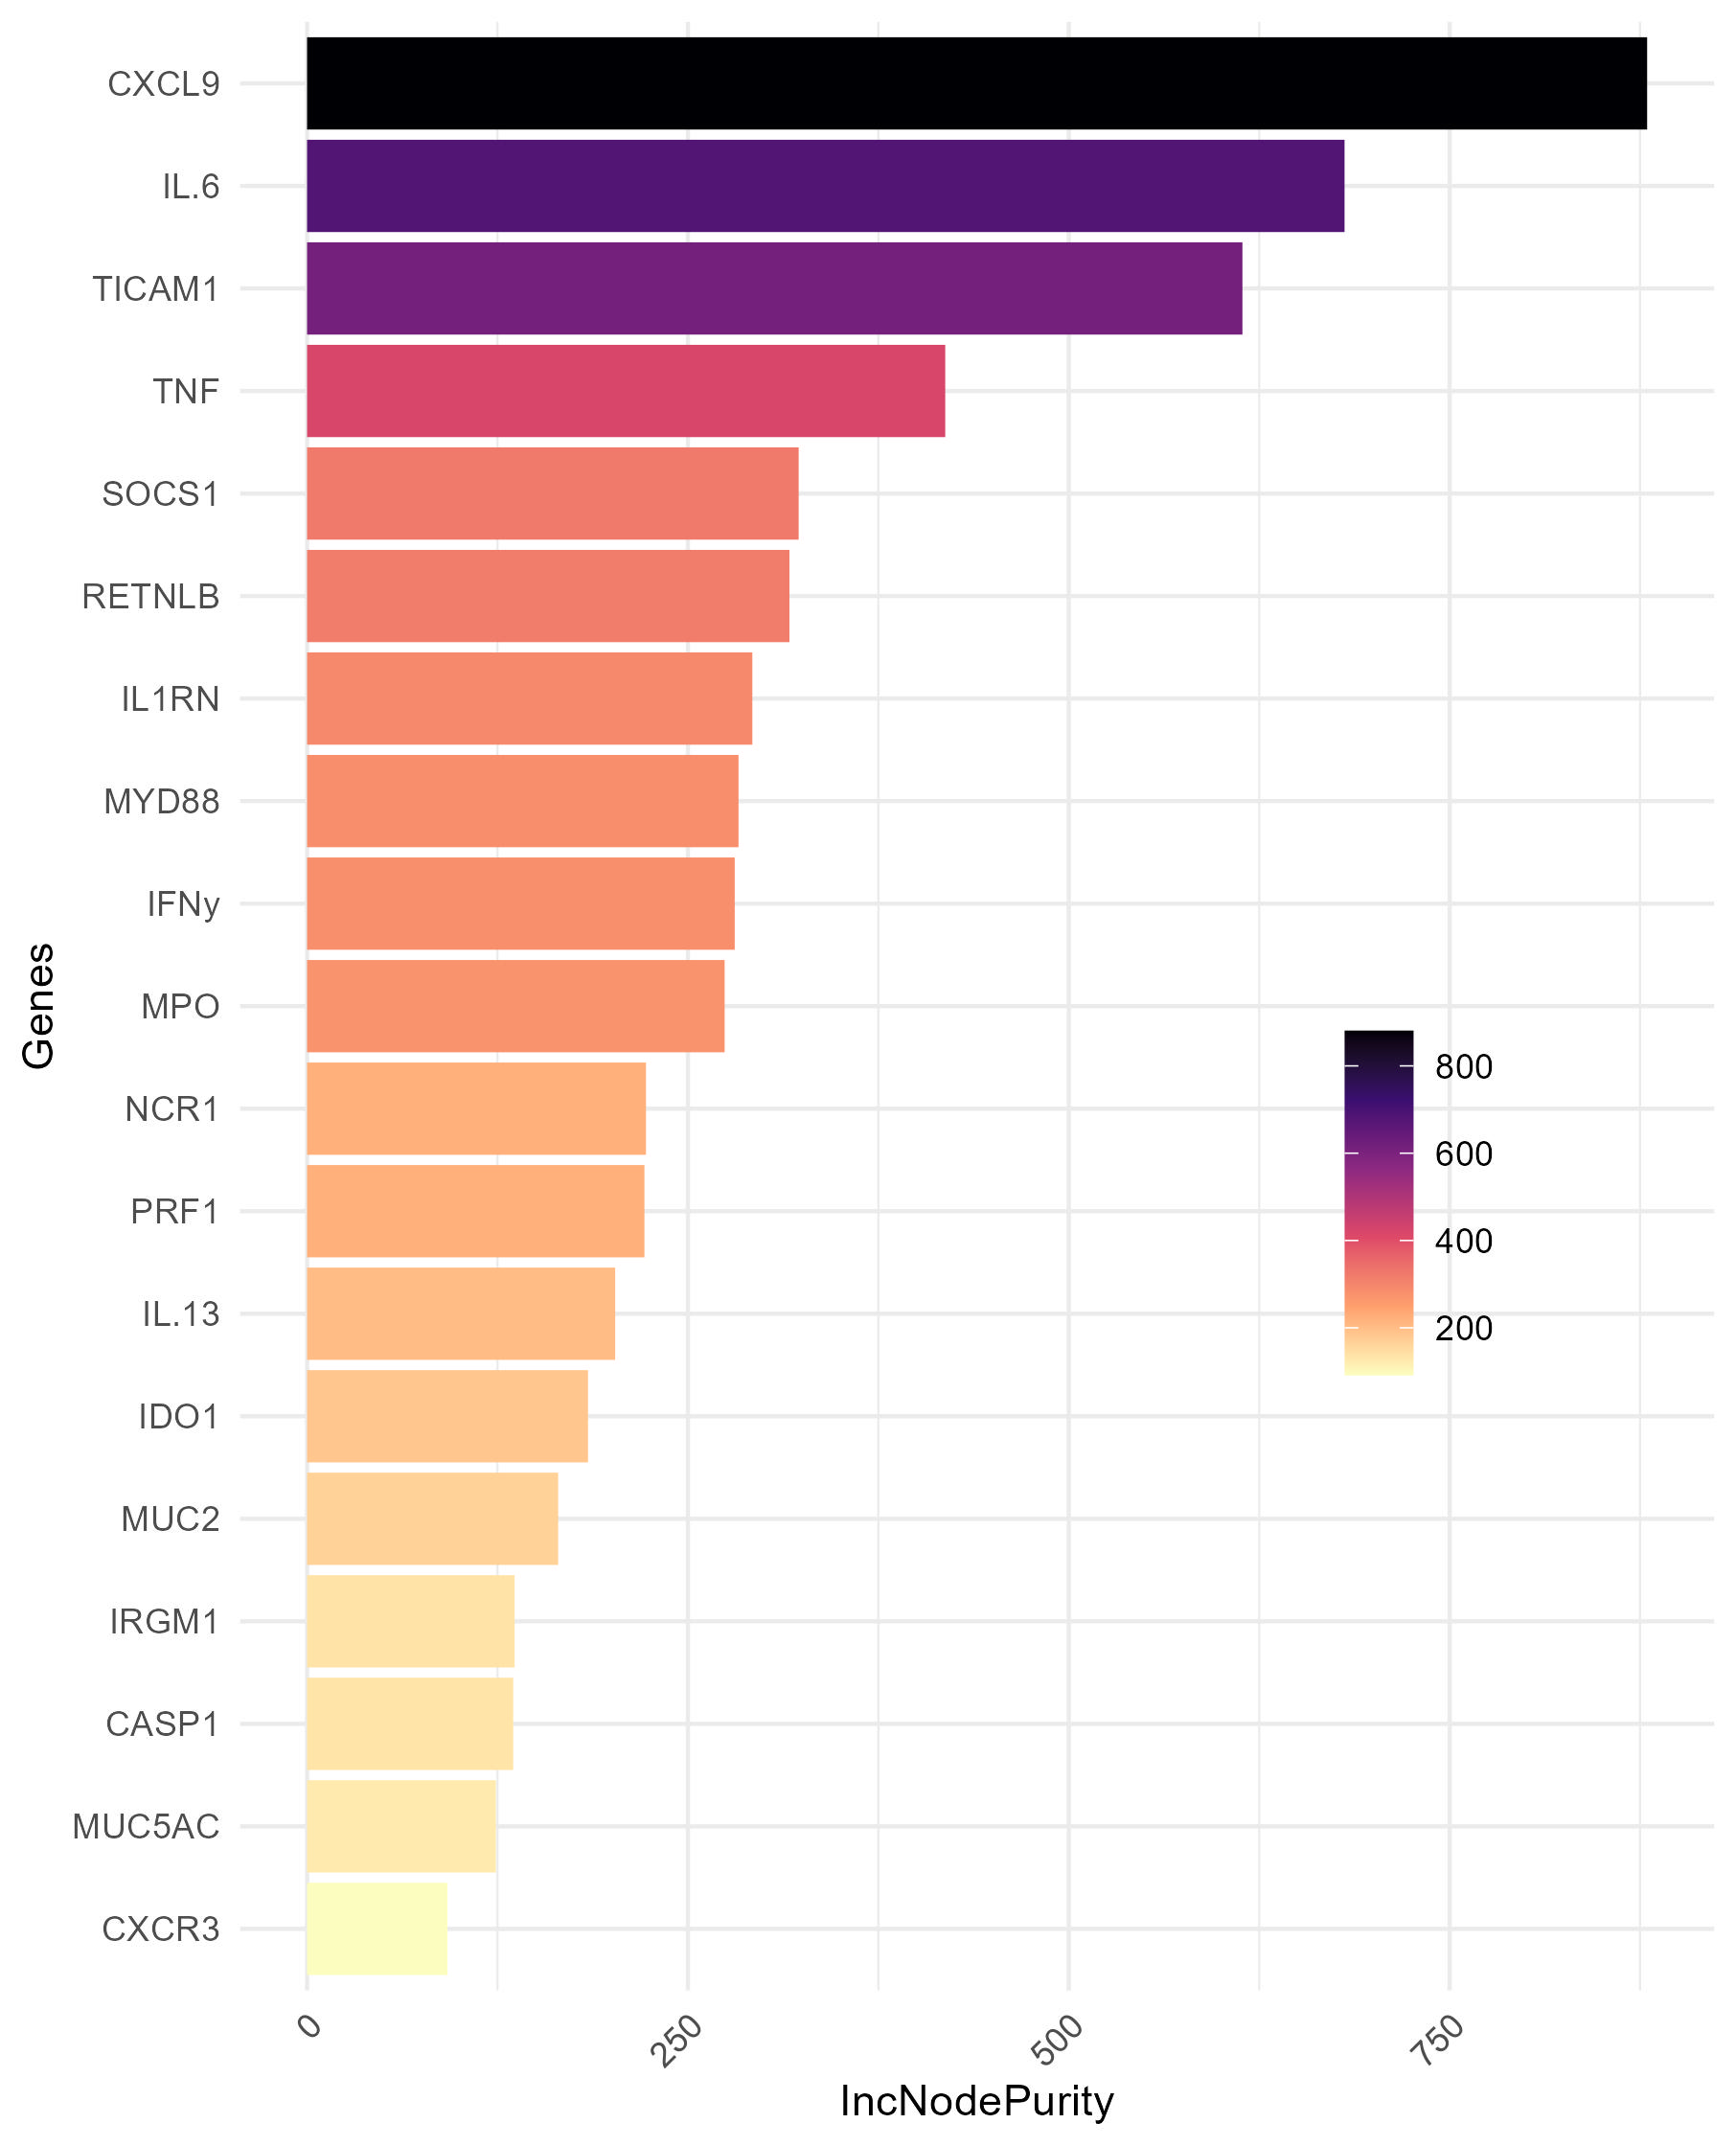 CXCL9
IL.6
TICAM1
TNF
SOCS1
RETNLB
IL1RN
MYD88
IFNy
MPO
NCR1
PRF1
IL.13
IDO1
MUC2
IRGM1
CASP1
MUC5AC
CXCR3
Genes
800
600
400
200
0 250 500 750
IncNodePurity